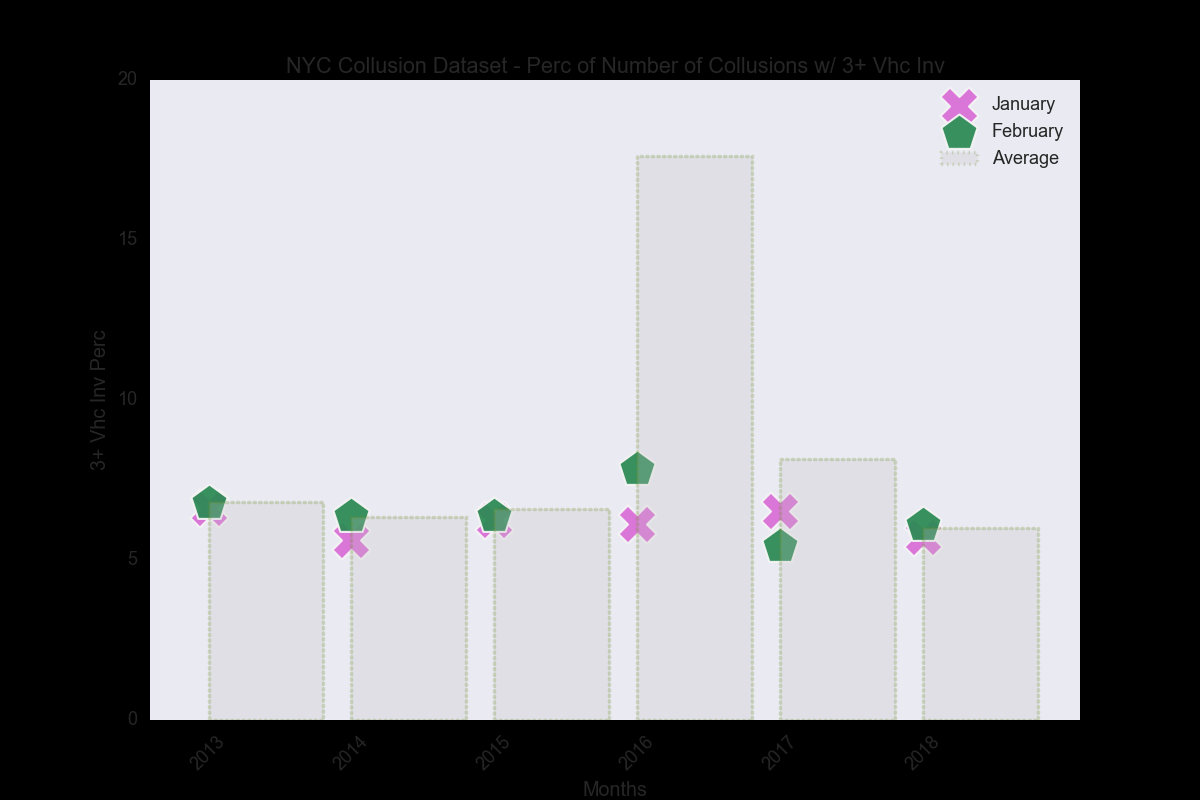 NYC Collusion Dataset - Perc of Number of Collusions w/ 3+ Vhc Inv
20
15
10
5
0
3+ Vhc Inv Perc
January
February
Average
2013
2014
2015
2016
2017
2018
Months